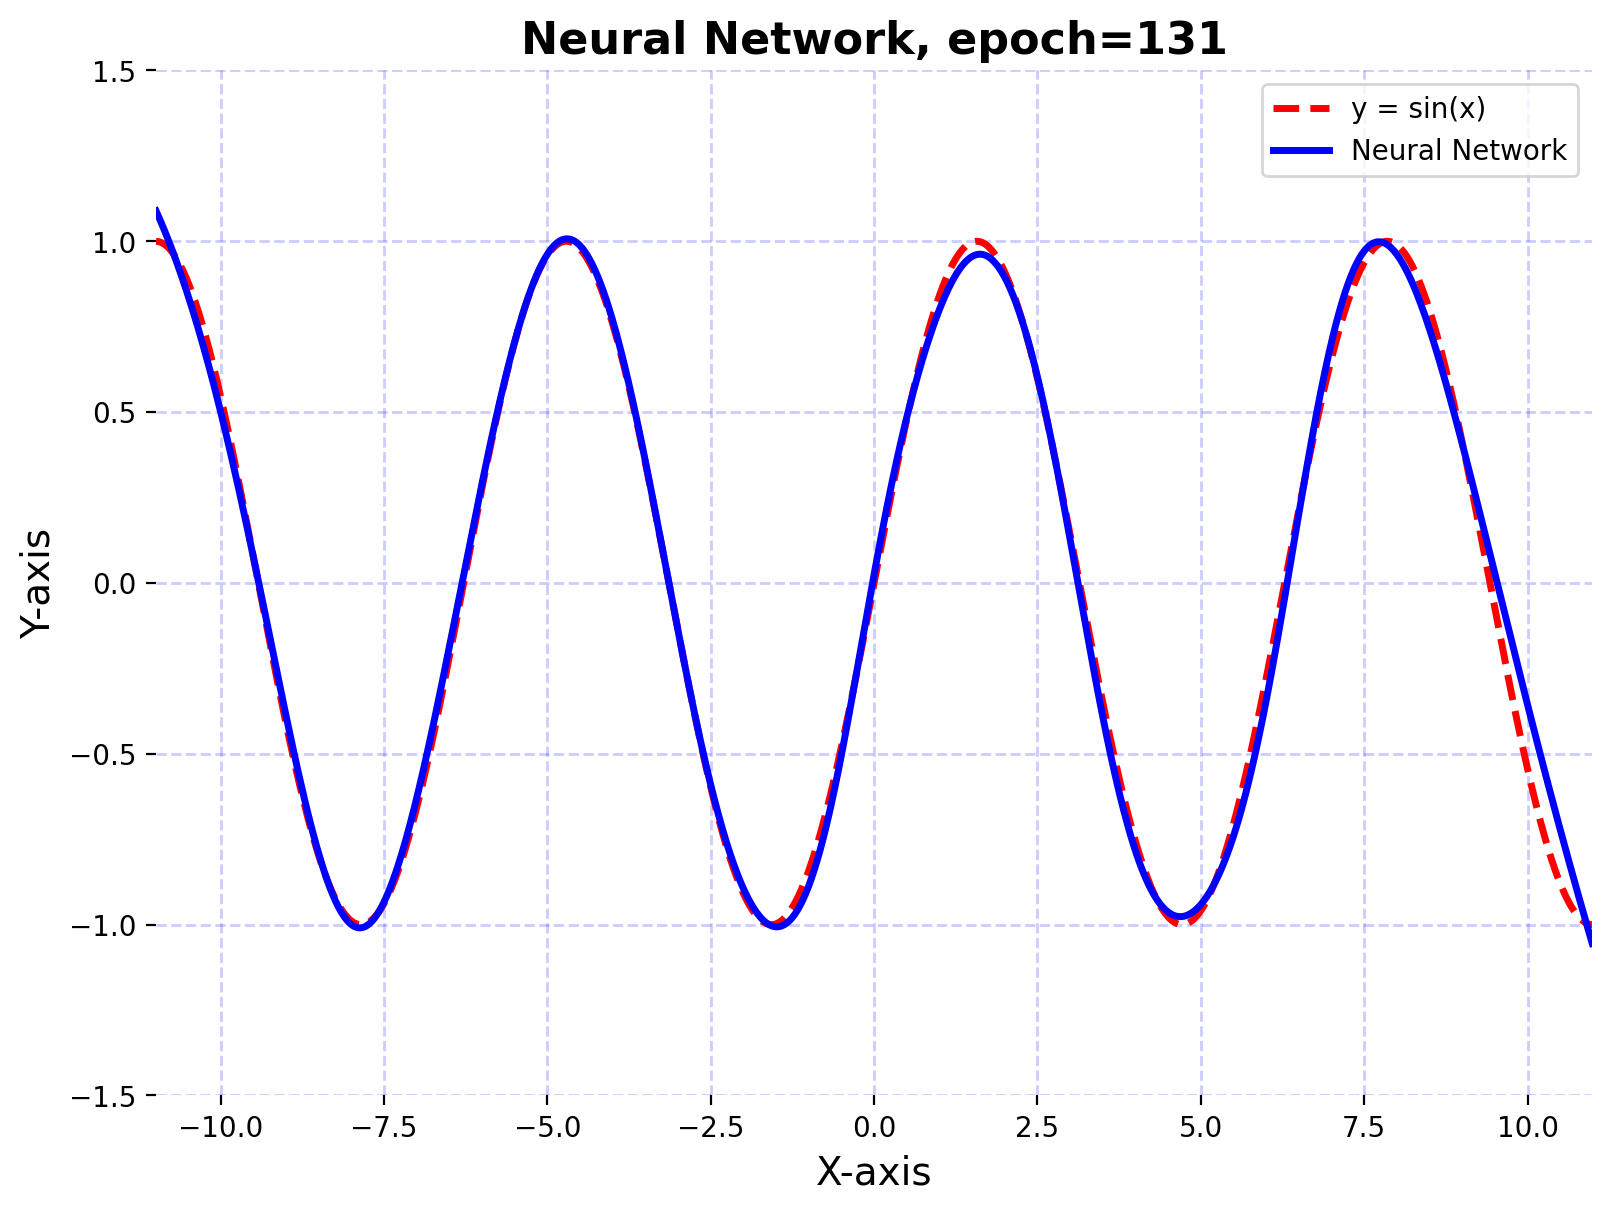 Neural Network, epoch=131
y = sin(x)
Neural Network
1.5
1.0
0.5
0.0
−0.5
−1.0
−1.5
Y-axis
−10.0 −7.5 −5.0 −2.5 0.0 2.5 5.0 7.5 10.0
X-axis